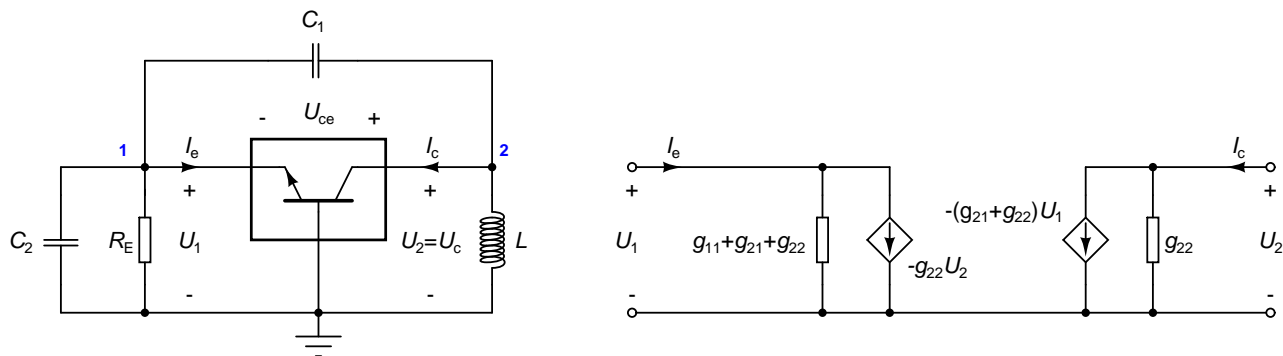 C1
- Uce +
1 Ie Ic 2
+ +
C2 RE U1 U2=Uc L
- -
Ie Ic
+ +
-(g21+g22)U1
U1 g11+g21+g22 g22 U2
-g22U2
- -